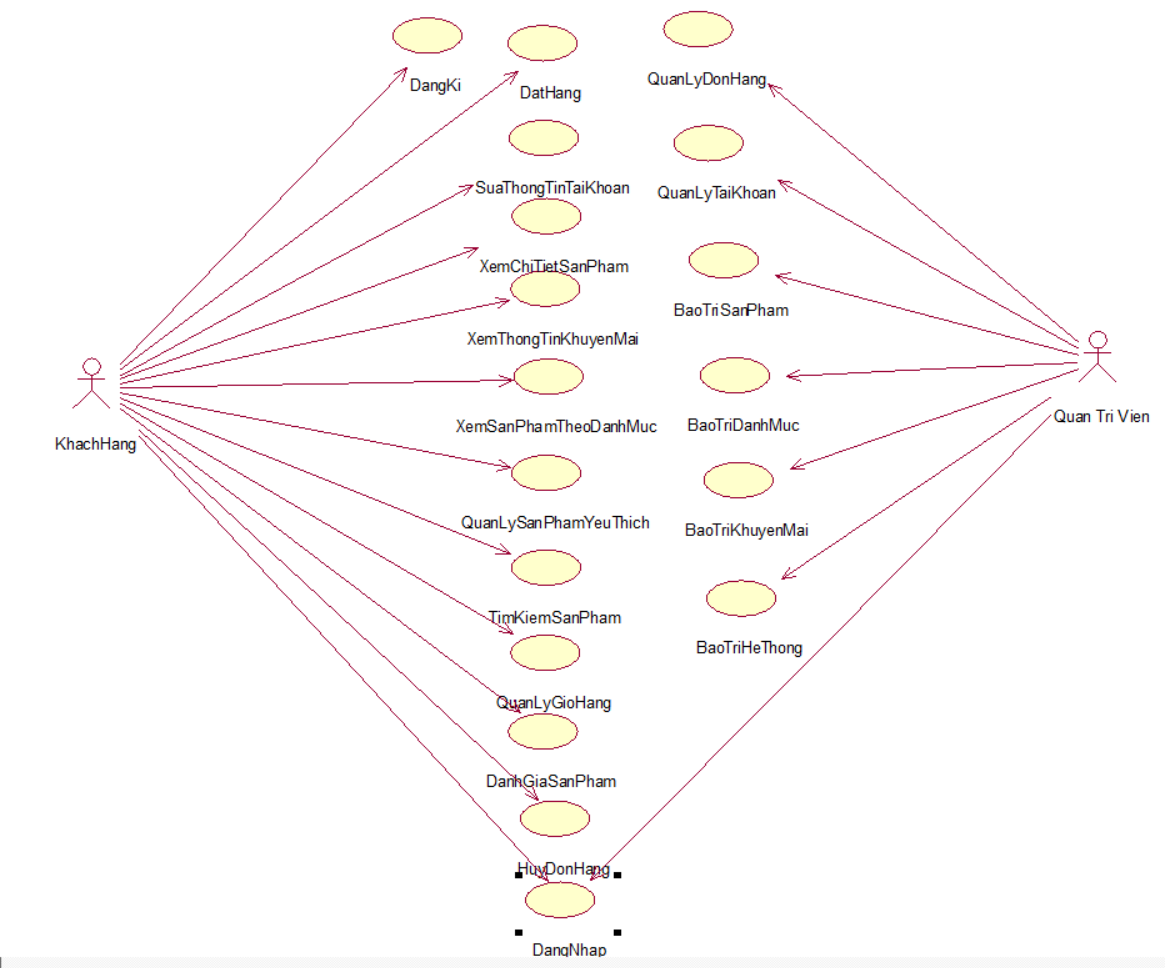 DangKi
DatHang
QuanLyDonHang
SuaThongTinTaiKhoan
QuanLyTaiKhoan
XemChiTietSanPham
BaoTriSanPham
XemThongTinKhuyenMai
KhachHang
Quan Tri Vien
XemSanPhamTheoDanhMuc
BaoTriDanhMuc
QuanLySanPhamYeuThich
BaoTriKhuyenMai
TimKiemSanPham
BaoTriHeThong
QuanLyGioHang
DanhGiaSanPham
HuyDonHang
DangNhap